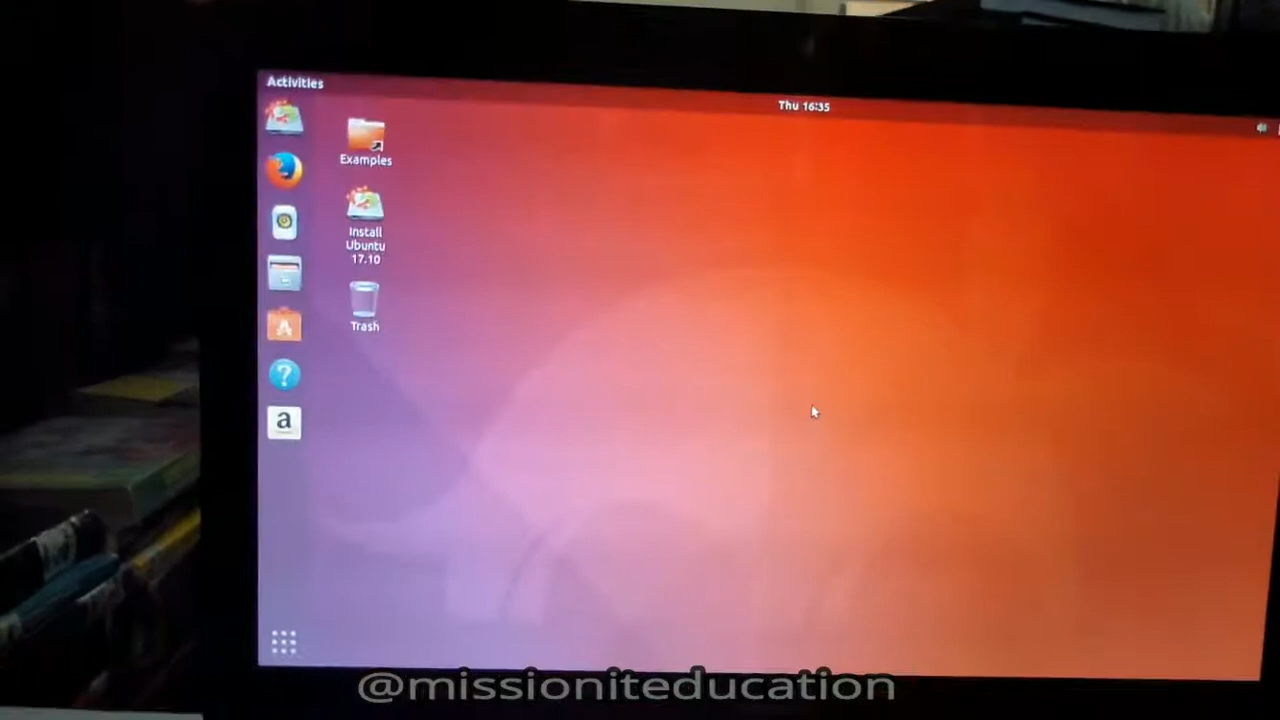 Activities
Thu 16:35
Examples
Install
Ubuntu
17.10
Trash
A
?
a
@missioniteducation